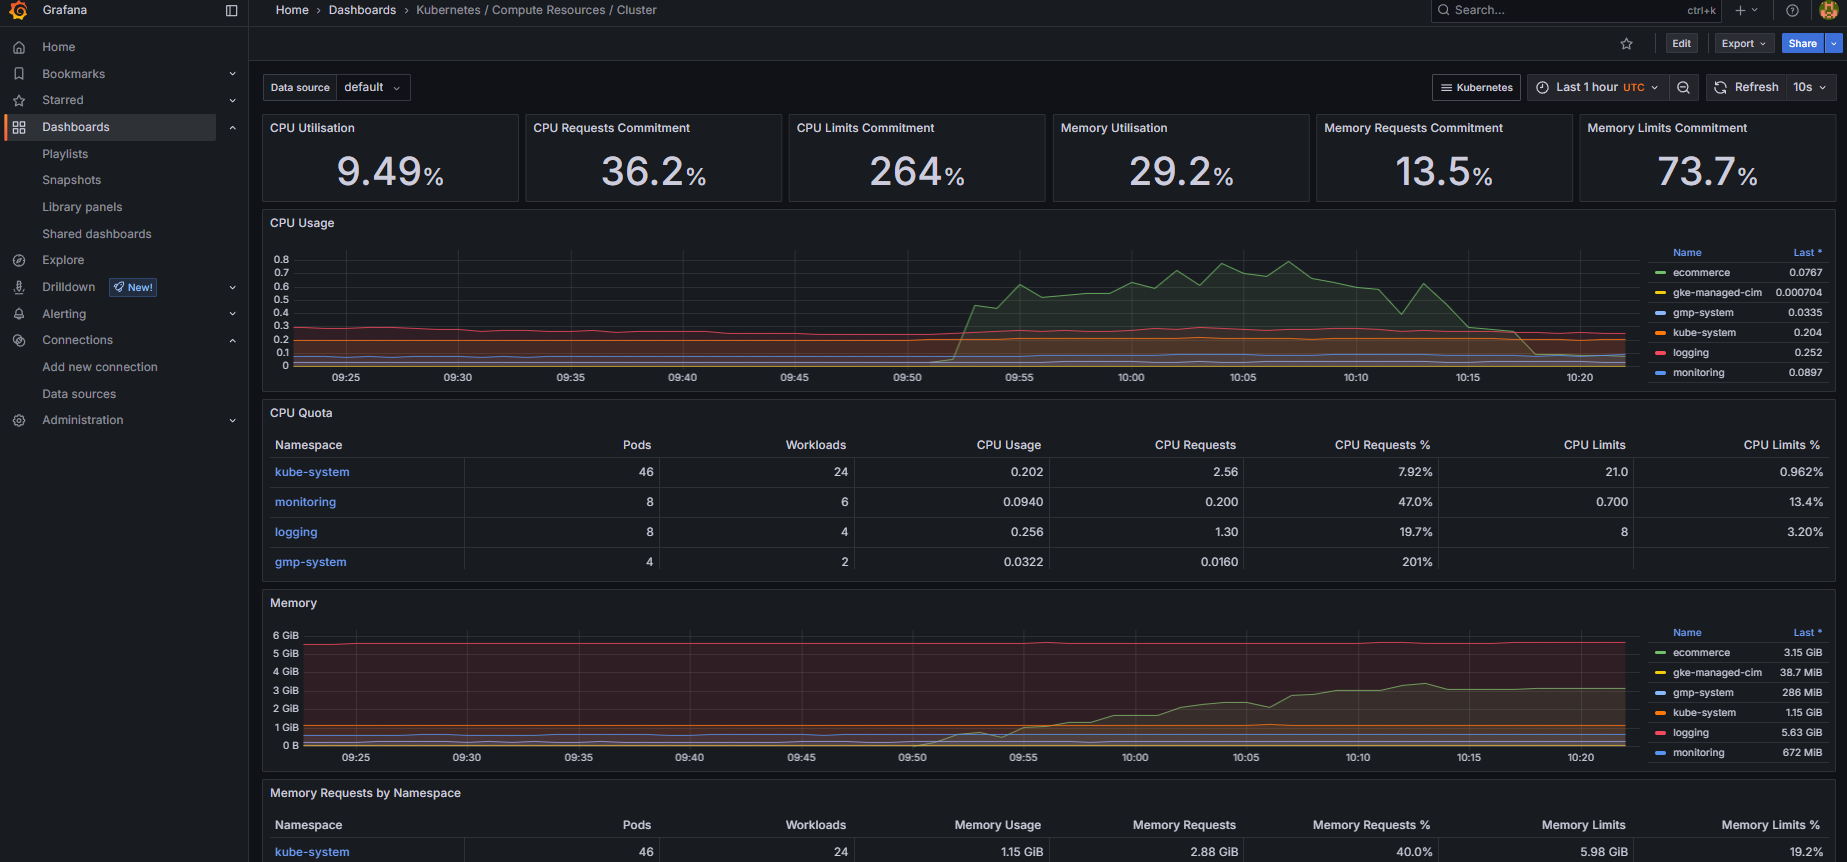 Grafana
Home › Dashboards › Kubernetes / Compute Resources / Cluster
Search... ctrl+k
Edit Export Share
Home
Bookmarks
Starred
Dashboards
Playlists
Snapshots
Library panels
Shared dashboards
Explore
Drilldown New!
Alerting
Connections
Add new connection
Data sources
Administration
Data source default
Kubernetes Last 1 hour UTC Refresh 10s
CPU Utilisation
9.49%
CPU Requests Commitment
36.2%
CPU Limits Commitment
264%
Memory Utilisation
29.2%
Memory Requests Commitment
13.5%
Memory Limits Commitment
73.7%
CPU Usage
0.8
0.7
0.6
0.5
0.4
0.3
0.2
0.1
0
09:25 09:30 09:35 09:40 09:45 09:50 09:55 10:00 10:05 10:10 10:15 10:20
Name Last *
ecommerce 0.0767
gke-managed-cim 0.000704
gmp-system 0.0335
kube-system 0.204
logging 0.252
monitoring 0.0897
CPU Quota
Namespace Pods Workloads CPU Usage CPU Requests CPU Requests % CPU Limits CPU Limits %
kube-system 46 24 0.202 2.56 7.92% 21.0 0.962%
monitoring 8 6 0.0940 0.200 47.0% 0.700 13.4%
logging 8 4 0.256 1.30 19.7% 8 3.20%
gmp-system 4 2 0.0322 0.0160 201%
Memory
6 GiB
5 GiB
4 GiB
3 GiB
2 GiB
1 GiB
0 B
09:25 09:30 09:35 09:40 09:45 09:50 09:55 10:00 10:05 10:10 10:15 10:20
Name Last *
ecommerce 3.15 GiB
gke-managed-cim 38.7 MiB
gmp-system 286 MiB
kube-system 1.15 GiB
logging 5.63 GiB
monitoring 672 MiB
Memory Requests by Namespace
Namespace Pods Workloads Memory Usage Memory Requests Memory Requests % Memory Limits Memory Limits %
kube-system 46 24 1.15 GiB 2.88 GiB 40.0% 5.98 GiB 19.2%